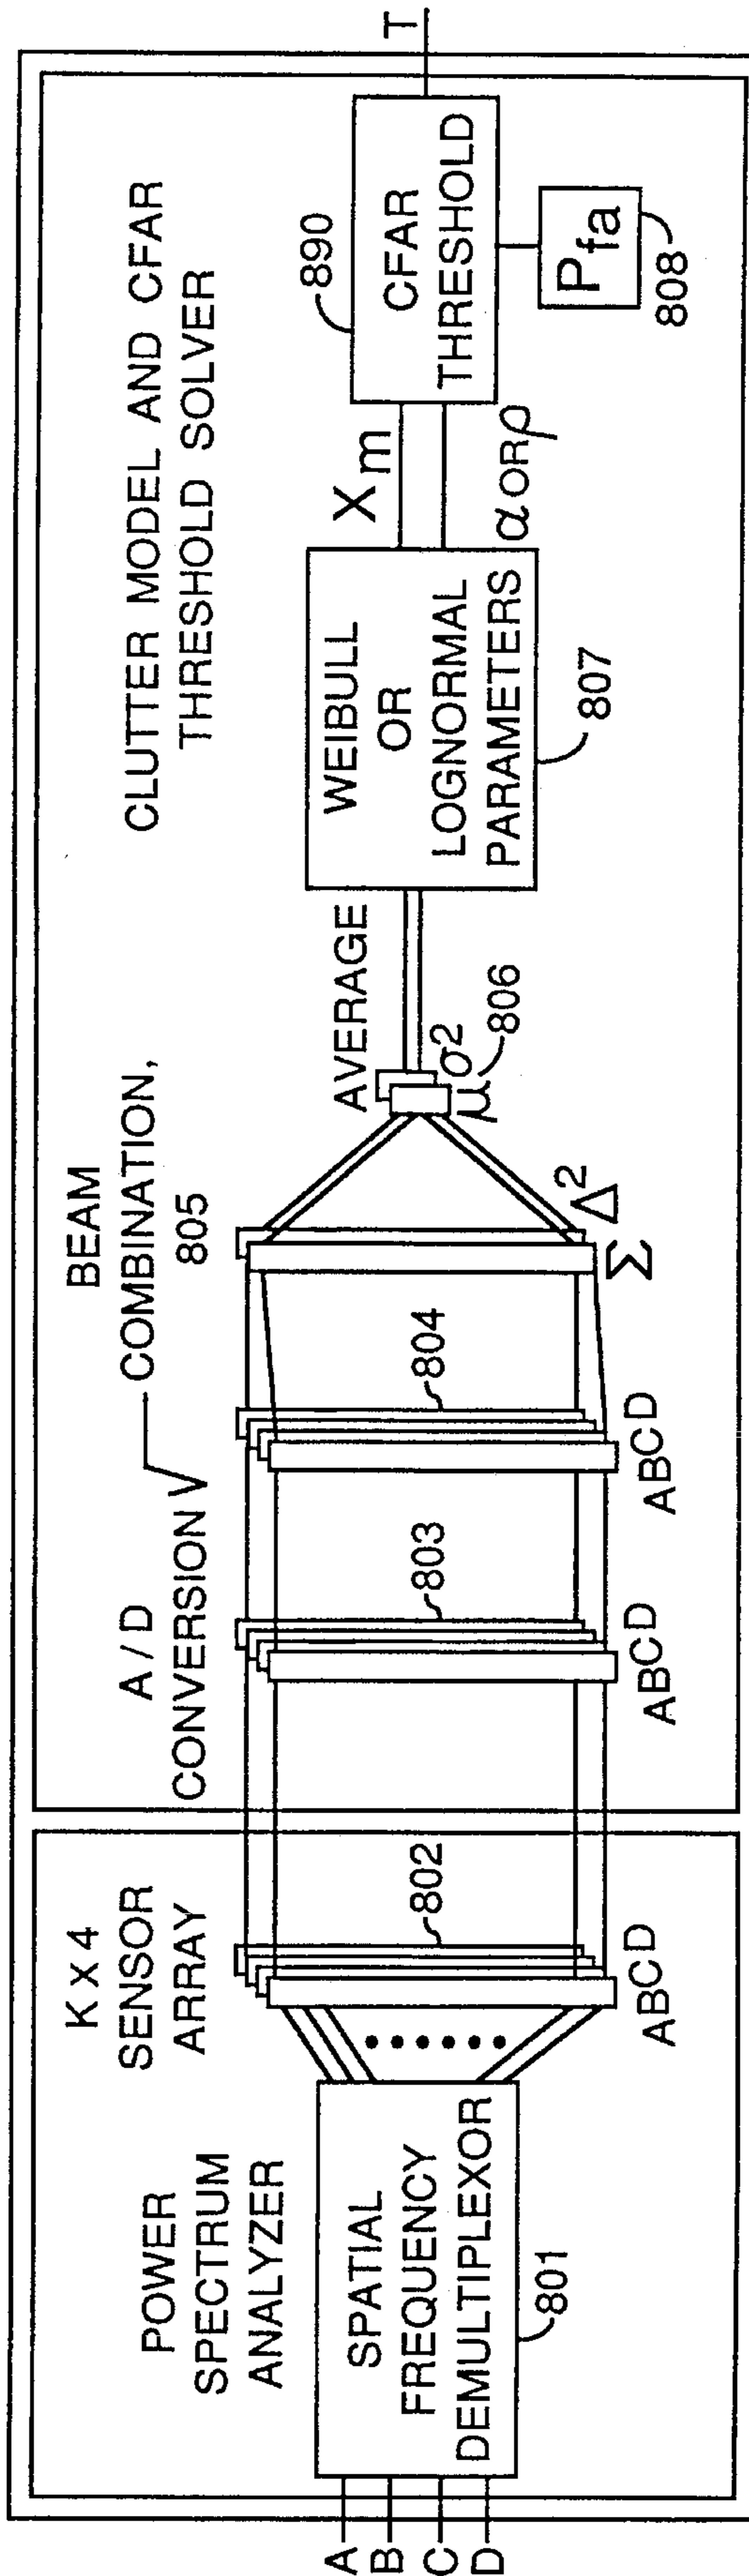 A
B
C
D
POWER
SPECTRUM
ANALYZER
SPATIAL
FREQUENCY
DEMULTIPLEXOR
801
K x 4
SENSOR
ARRAY
802
ABCD
A / D
CONVERSION √
803
ABCD
804
ABCD
BEAM
COMBINATION,
805
Σ Δ²
AVERAGE
μ σ²
806
CLUTTER MODEL AND CFAR
THRESHOLD SOLVER
WEIBULL
OR
LOGNORMAL
PARAMETERS
807
Xm
α OR ρ
890
CFAR
THRESHOLD
Pfa
808
T